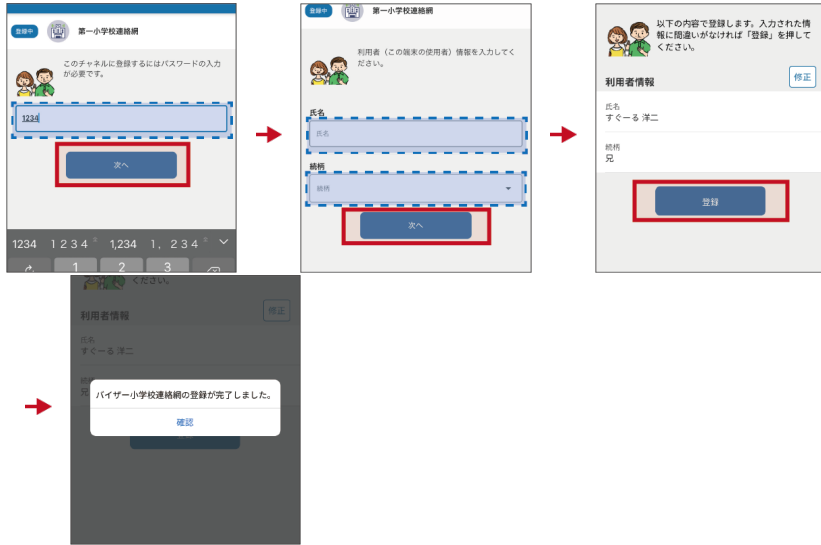 登録中
第一小学校連絡網
このチャネルに登録するにはパスワードの入力
が必要です。
1234
次へ
1234 1 2 3 4 1,234 1, 2 3 4
1 2 3
登録中
第一小学校連絡網
利用者（この端末の使用者）情報を入力してく
ださい。
氏名
氏名
続柄
続柄
次へ
以下の内容で登録します。入力された情
報に間違いがなければ「登録」を押して
ください。
利用者情報
修正
氏名
すぐーる 洋二
続柄
兄
登録
ください。
利用者情報
修正
氏名
すぐーる 洋二
兄
バイザー小学校連絡網の登録が完了しました。
確認